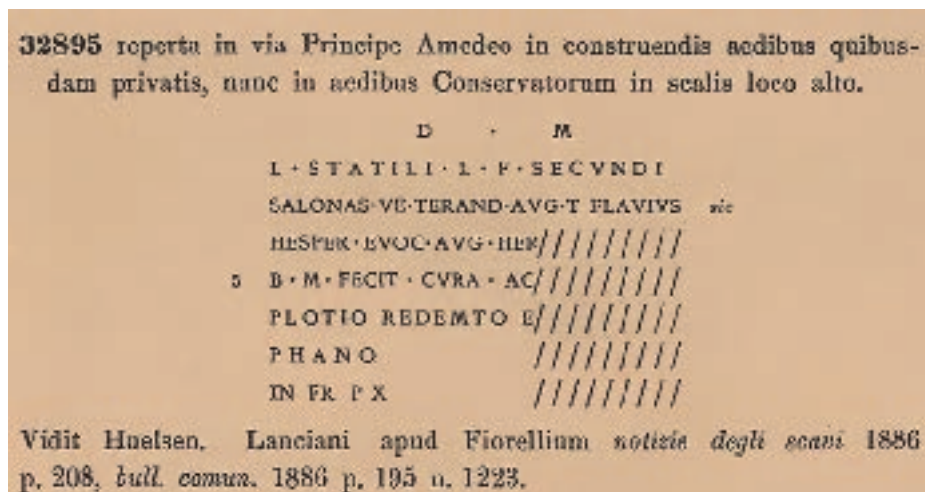 32895 reperta in via Principe Amedeo in construendis aedibus quibus-
dam privatis, nunc in aedibus Conservatorum in scalis loco alto.
D · M
L · STATILI · L · F · SECVNDI
SALONAS·VE·TERAND·AVG·T FLAVIVS sic
HESPER·EVOC·AVG·HER/////////
5 B·M·FECIT·CVRA·AC/////////
PLOTIO REDEMTO E/////////
PHANO /////////
IN FR P X /////////
Vidit Huelsen. Lanciani apud Fiorellium notizie degli scavi 1886
p. 208, bull. comun. 1886 p. 195 n. 1223.